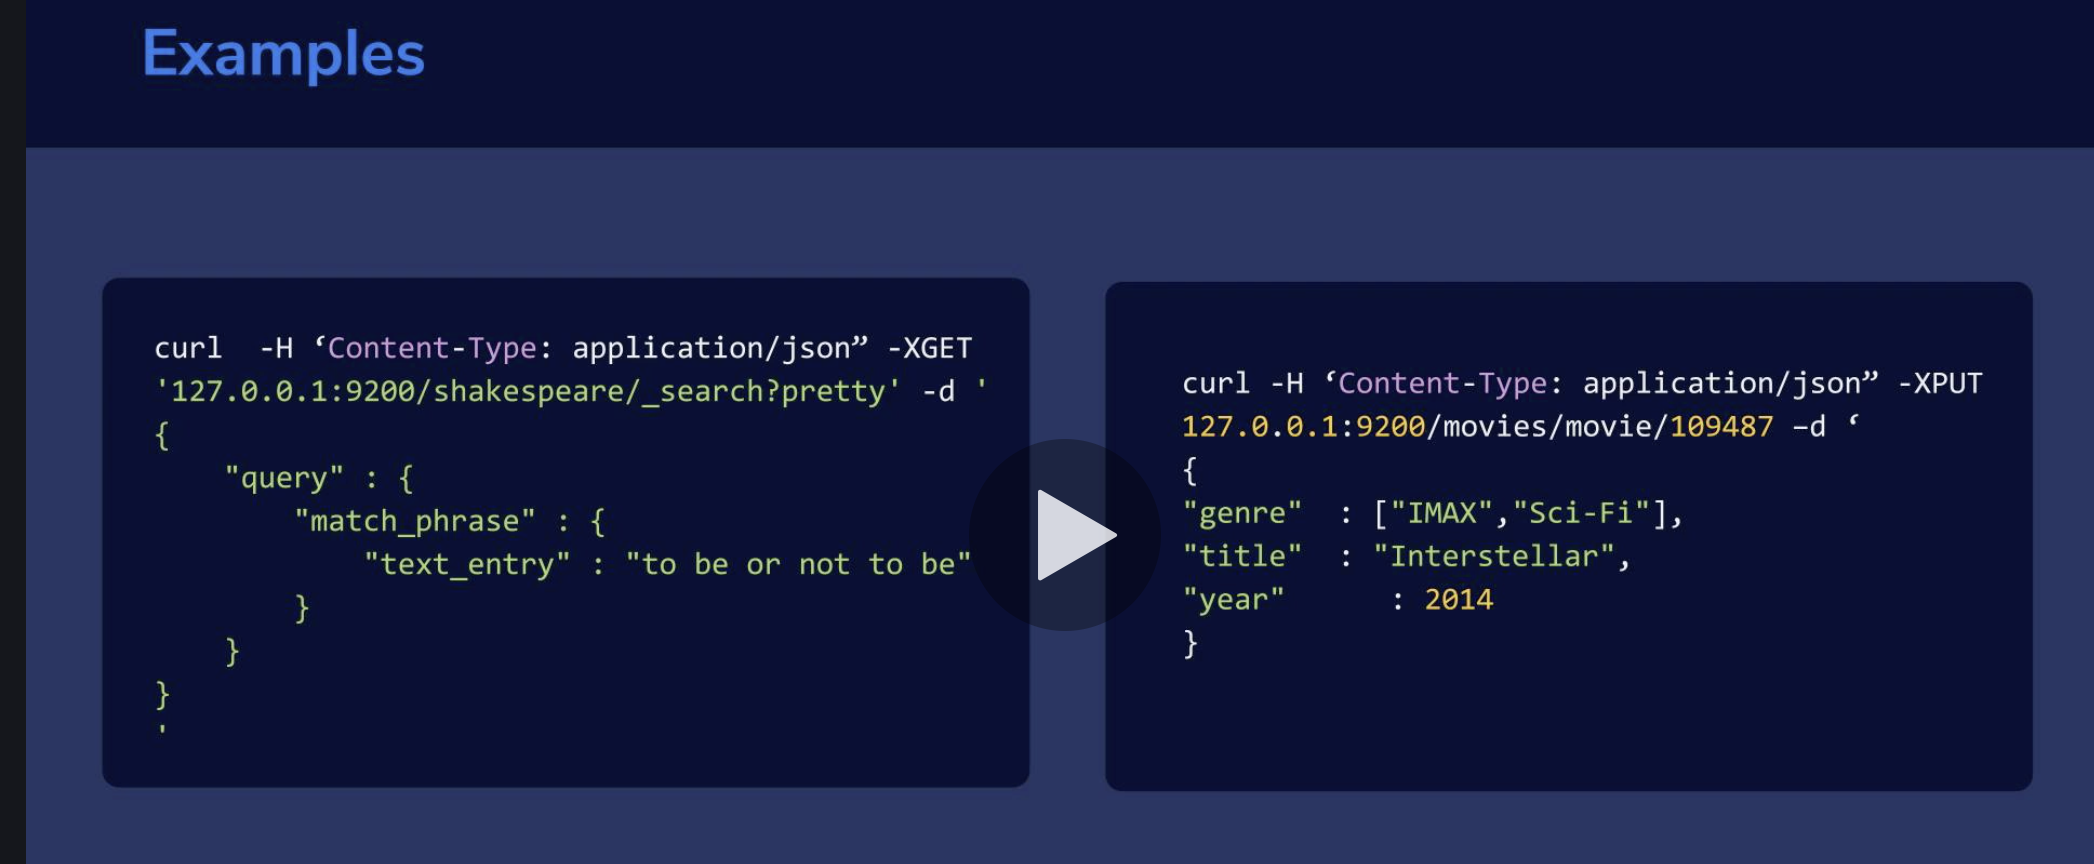 Examples
curl  -H ‘Content-Type: application/json” -XGET
'127.0.0.1:9200/shakespeare/_search?pretty' -d '
{
    "query" : {
        "match_phrase" : {
            "text_entry" : "to be or not to be"
        }
    }
}
'
curl -H ‘Content-Type: application/json” -XPUT
127.0.0.1:9200/movies/movie/109487 –d ‘
{
"genre"  : ["IMAX","Sci-Fi"],
"title"  : "Interstellar",
"year"      : 2014
}